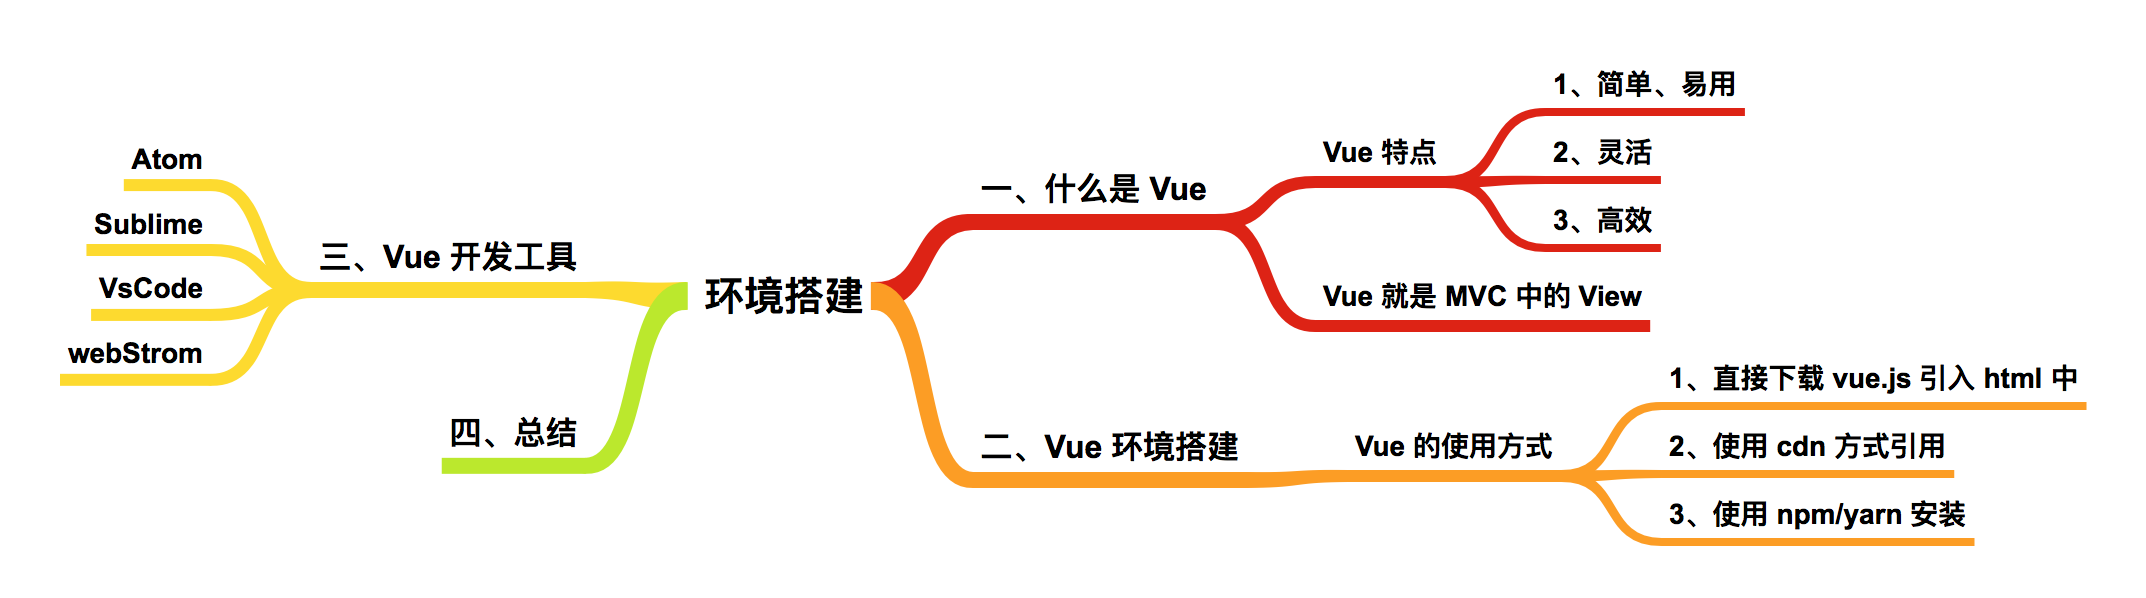 环境搭建
一、什么是 Vue
Vue 特点
1、简单、易用
2、灵活
3、高效
Vue 就是 MVC 中的 View
二、Vue 环境搭建
Vue 的使用方式
1、直接下载 vue.js 引入 html 中
2、使用 cdn 方式引用
3、使用 npm/yarn 安装
三、Vue 开发工具
Atom
Sublime
VsCode
webStrom
四、总结